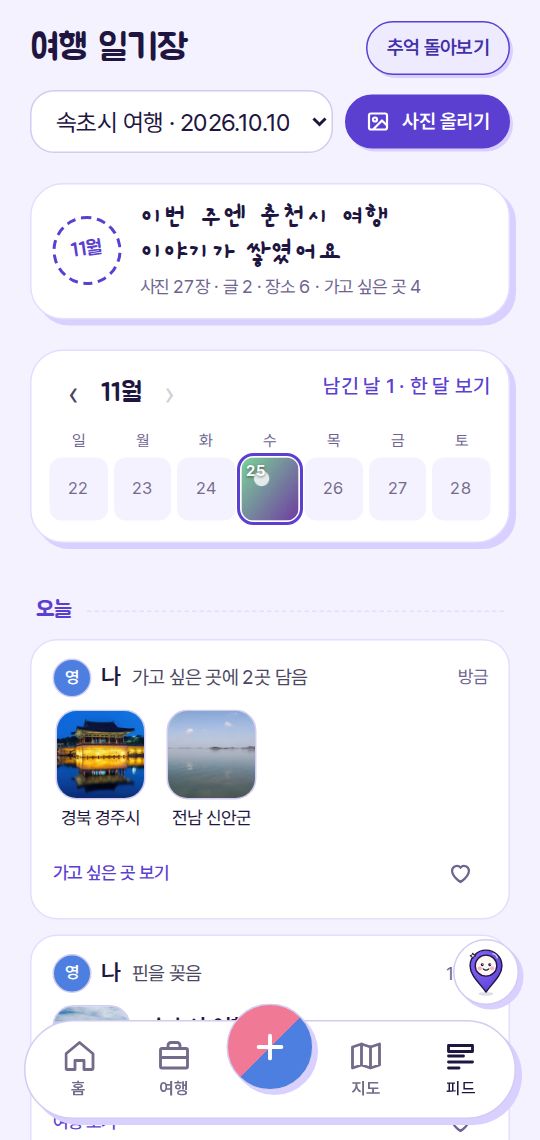 여행 일기장
추억 돌아보기
속초시 여행 · 2026.10.10
사진 올리기
11월
이번 주엔 춘천시 여행
이야기가 쌓였어요
사진 27장 · 글 2 · 장소 6 · 가고 싶은 곳 4
‹ 11월 ›
남긴 날 1 · 한 달 보기
일 월 화 수 목 금 토
22 23 24 25 26 27 28
오늘
영 나 가고 싶은 곳에 2곳 담음 방금
경북 경주시 전남 신안군
가고 싶은 곳 보기
영 나 핀을 꽂음
홈 여행 + 지도 피드